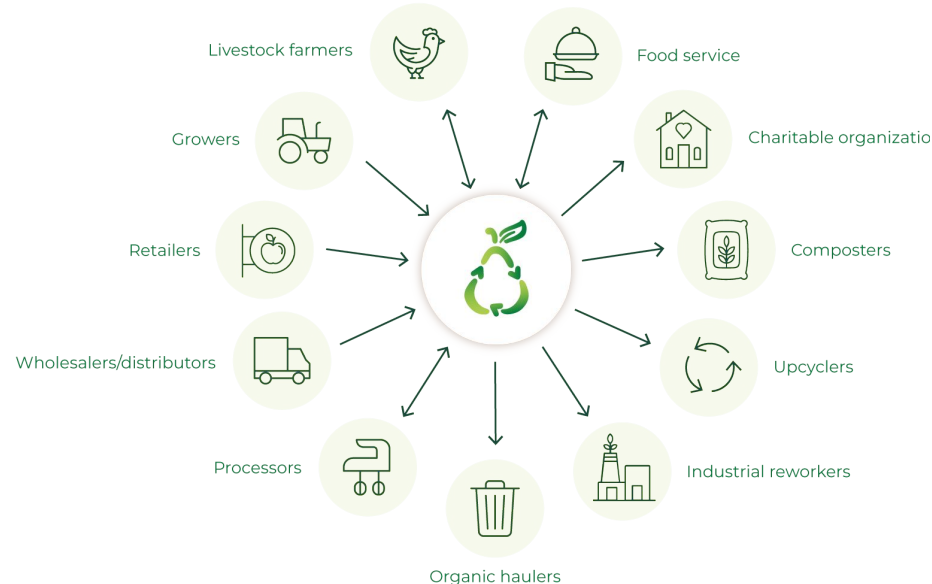 Livestock farmers
Food service
Growers
Charitable organizatio
Retailers
Composters
Wholesalers/distributors
Upcyclers
Processors
Industrial reworkers
Organic haulers